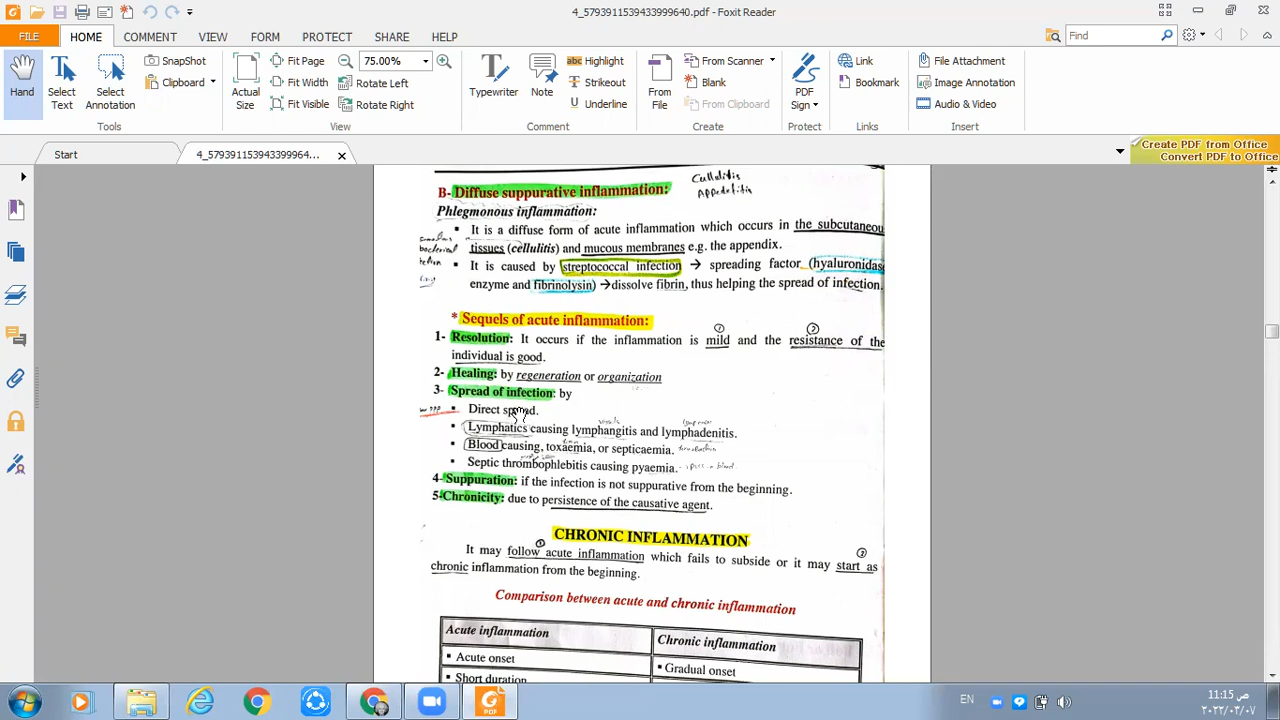 4_5793911539433999640.pdf - Foxit Reader
FILE HOME COMMENT VIEW FORM PROTECT SHARE HELP
Find
Hand
Select Text
Select Annotation
SnapShot
Clipboard
Tools
Actual Size
Fit Page
Fit Width
Fit Visible
75.00%
Rotate Left
Rotate Right
View
Typewriter
Note
Highlight
Strikeout
Underline
Comment
From File
From Scanner
Blank
From Clipboard
Create
PDF Sign
Protect
Link
Bookmark
Links
File Attachment
Image Annotation
Audio & Video
Insert
Start
4_579391153943399964...
Create PDF from Office
Convert PDF to Office
Cullulitis
B- Diffuse suppurative inflammation:
Phlegmonous inflammation:
▪ It is a diffuse form of acute inflammation which occurs in the subcutaneou
tissues (cellulitis) and mucous membranes e.g. the appendix.
▪ It is caused by streptococcal infection → spreading factor (hyaluronidas
enzyme and fibrinolysin) →dissolve fibrin, thus helping the spread of infection.
* Sequels of acute inflammation:
1- Resolution: It occurs if the inflammation is mild and the resistance of the
individual is good.
2- Healing: by regeneration or organization
3- Spread of infection: by
▪ Direct spread.
▪ Lymphatics causing lymphangitis and lymphadenitis.
▪ Blood causing, toxaemia, or septicaemia.
▪ Septic thrombophlebitis causing pyaemia.
4- Suppuration: if the infection is not suppurative from the beginning.
5-Chronicity: due to persistence of the causative agent.
CHRONIC INFLAMMATION
It may follow acute inflammation which fails to subside or it may start as
chronic inflammation from the beginning.
Comparison between acute and chronic inflammation
Acute inflammation
Chronic inflammation
▪ Acute onset
▪ Gradual onset
▪ Short duration
EN
11:15 ص
٢٠٢٢/٠٣/٠٧